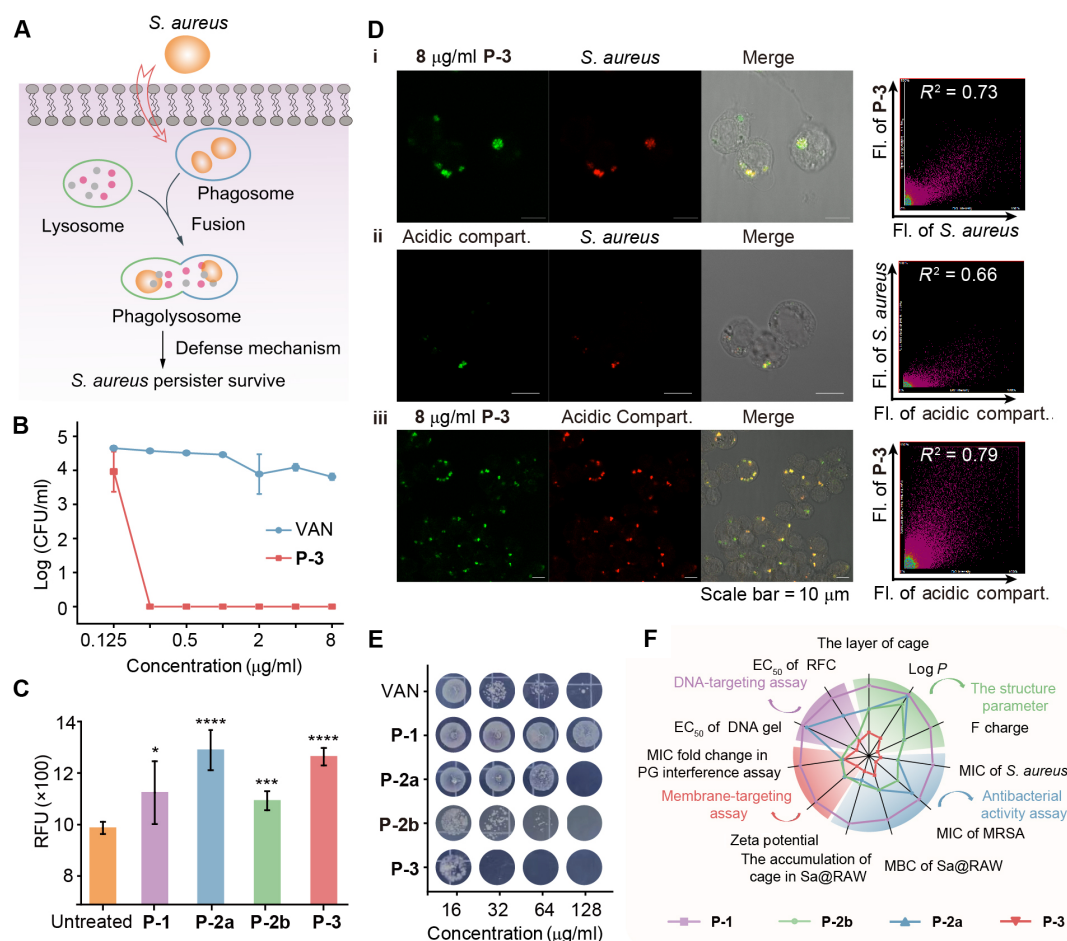 A
S. aureus
Phagosome
Lysosome
Fusion
Phagolysosome
Defense mechanism
S. aureus persister survive
B
Log (CFU/ml)
5
4
3
2
1
0
VAN
P-3
0.125
0.5
2
8
Concentration (μg/ml)
C
RFU (×100)
14
12
10
8
*
****
***
****
Untreated
P-1
P-2a
P-2b
P-3
D
i
8 μg/ml P-3
S. aureus
Merge
Fl. of P-3
R² = 0.73
Fl. of S. aureus
ii
Acidic compart.
S. aureus
Merge
Fl. of S. aureus
R² = 0.66
Fl. of acidic compart.
iii
8 μg/ml P-3
Acidic Compart.
Merge
Fl. of P-3
R² = 0.79
Fl. of acidic compart.
Scale bar = 10 μm
E
VAN
P-1
P-2a
P-2b
P-3
16
32
64
128
Concentration (μg/ml)
F
The layer of cage
EC₅₀ of RFC
Log P
DNA-targeting assay
The structure
parameter
EC₅₀ of DNA gel
F charge
MIC fold change in
PG interference assay
MIC of S. aureus
Membrane-targeting
assay
Antibacterial
activity assay
Zeta potential
MIC of MRSA
The accumulation of
cage in Sa@RAW
MBC of Sa@RAW
P-1
P-2b
P-2a
P-3